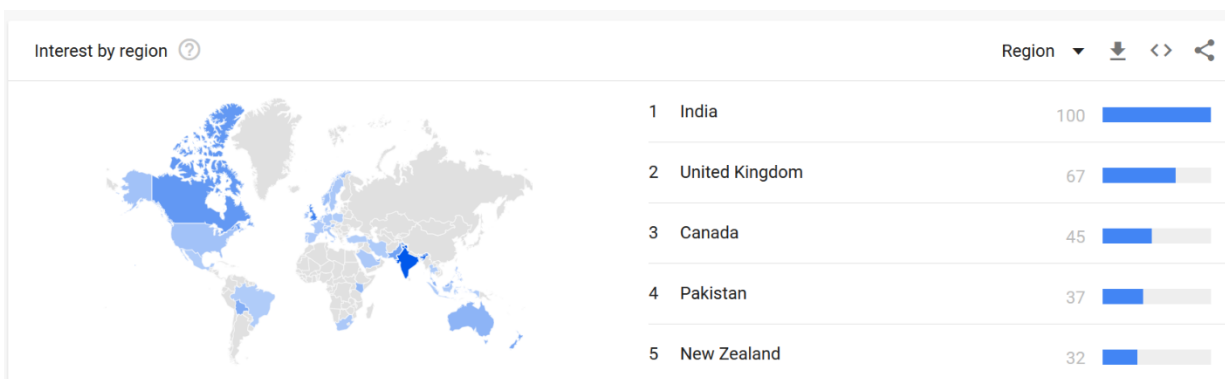 Interest by region
Region
1 India 100
2 United Kingdom 67
3 Canada 45
4 Pakistan 37
5 New Zealand 32